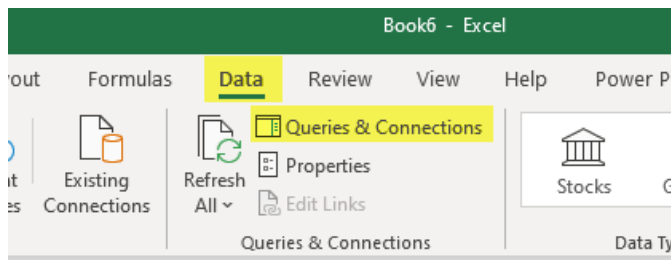 Book6 - Excel
yout Formulas Data Review View Help Power P
Queries & Connections
Existing Connections
Refresh All
Properties
Edit Links
Stocks
Queries & Connections
Data Ty